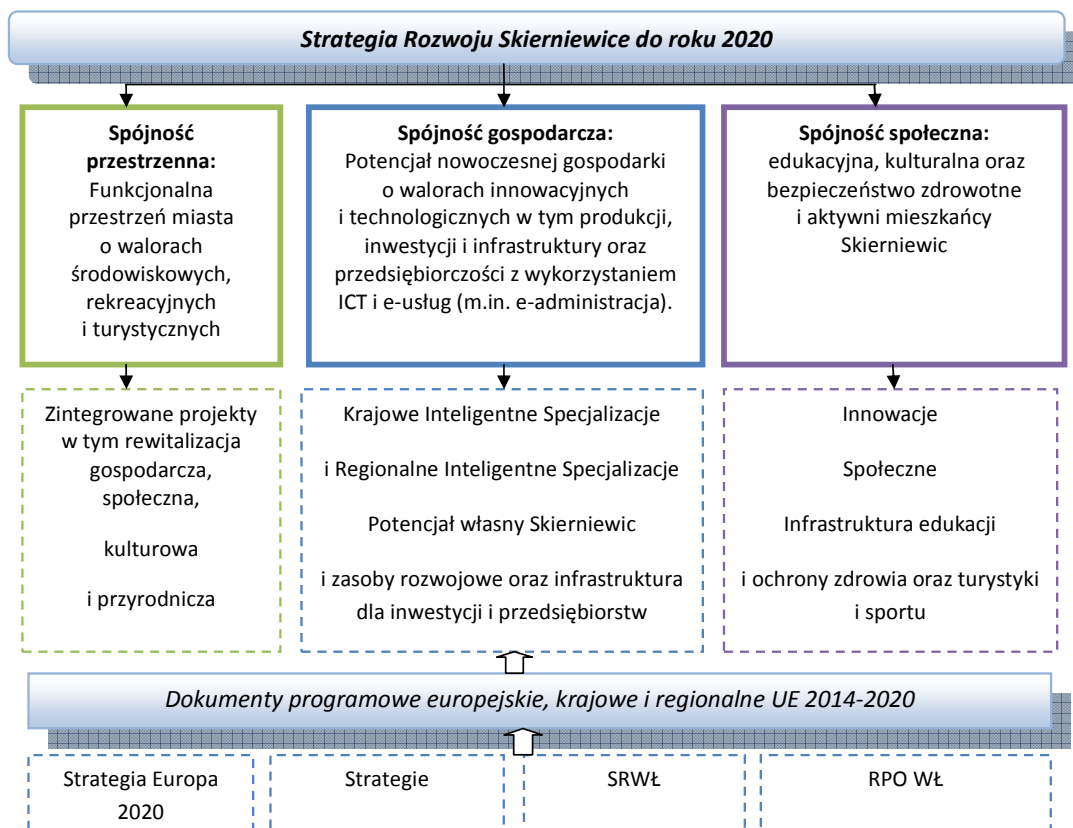 Strategia Rozwoju Skierniewice do roku 2020
Spójność
przestrzenna:
Funkcjonalna
przestrzeń miasta
o walorach
środowiskowych,
rekreacyjnych
i turystycznych
Spójność gospodarcza:
Potencjał nowoczesnej gospodarki
o walorach innowacyjnych
i technologicznych w tym produkcji,
inwestycji i infrastruktury oraz
przedsiębiorczości z wykorzystaniem
ICT i e-usług (m.in. e-administracja).
Spójność społeczna:
edukacyjna, kulturalna oraz
bezpieczeństwo zdrowotne
i aktywni mieszkańcy
Skierniewic
Zintegrowane projekty
w tym rewitalizacja
gospodarcza,
społeczna,
kulturowa
i przyrodnicza
Krajowe Inteligentne Specjalizacje
i Regionalne Inteligentne Specjalizacje
Potencjał własny Skierniewic
i zasoby rozwojowe oraz infrastruktura
dla inwestycji i przedsiębiorstw
Innowacje
Społeczne
Infrastruktura edukacji
i ochrony zdrowia oraz turystyki
i sportu
Dokumenty programowe europejskie, krajowe i regionalne UE 2014-2020
Strategia Europa
2020
Strategie
SRWŁ
RPO WŁ